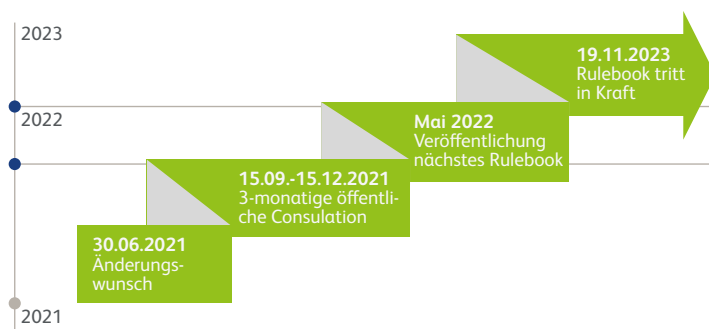 2023
19.11.2023
Rulebook tritt
in Kraft
2022
Mai 2022
Veröffentlichung
nächstes Rulebook
15.09.-15.12.2021
3-monatige öffentli-
che Consulation
30.06.2021
Änderungs-
wunsch
2021